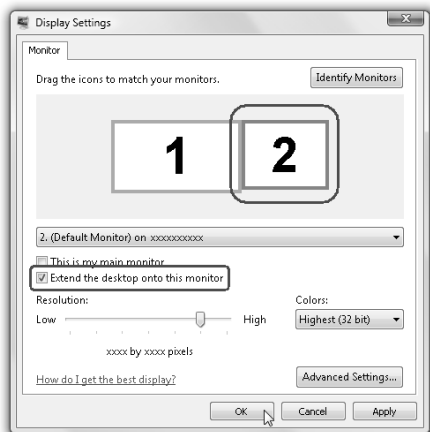 Display Settings
Monitor
Drag the icons to match your monitors.
Identify Monitors
1
2
2. (Default Monitor) on xxxxxxxxxx
This is my main monitor
Extend the desktop onto this monitor
Resolution:
Colors:
Low
High
Highest (32 bit)
xxxx by xxxx pixels
How do I get the best display?
Advanced Settings...
OK
Cancel
Apply